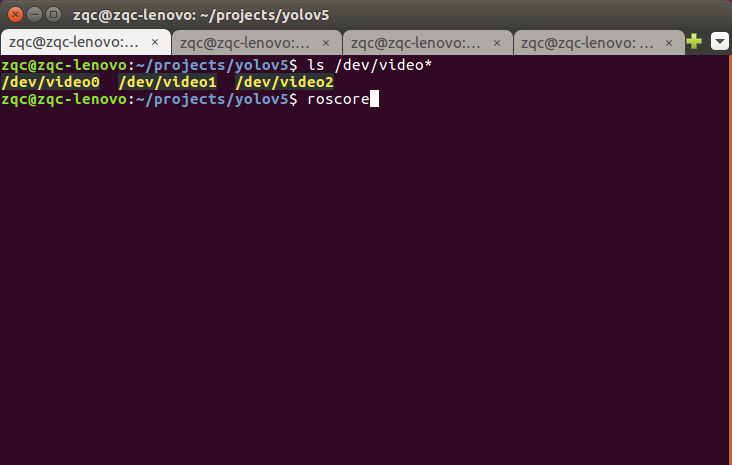 zqc@zqc-lenovo: ~/projects/yolov5
zqc@zqc-lenovo:... × zqc@zqc-lenovo:... × zqc@zqc-lenovo:... × zqc@zqc-lenovo: ... ×
zqc@zqc-lenovo:~/projects/yolov5$ ls /dev/video*
/dev/video0 /dev/video1 /dev/video2
zqc@zqc-lenovo:~/projects/yolov5$ roscore